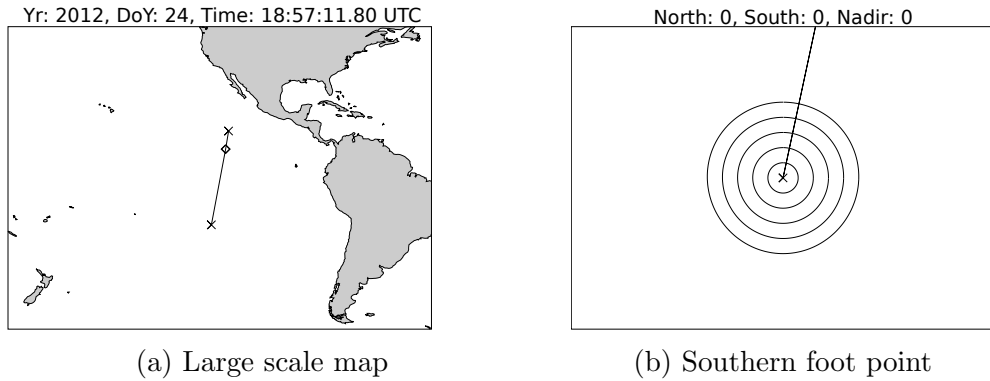 Yr: 2012, DoY: 24, Time: 18:57:11.80 UTC
North: 0, South: 0, Nadir: 0
(a) Large scale map
(b) Southern foot point